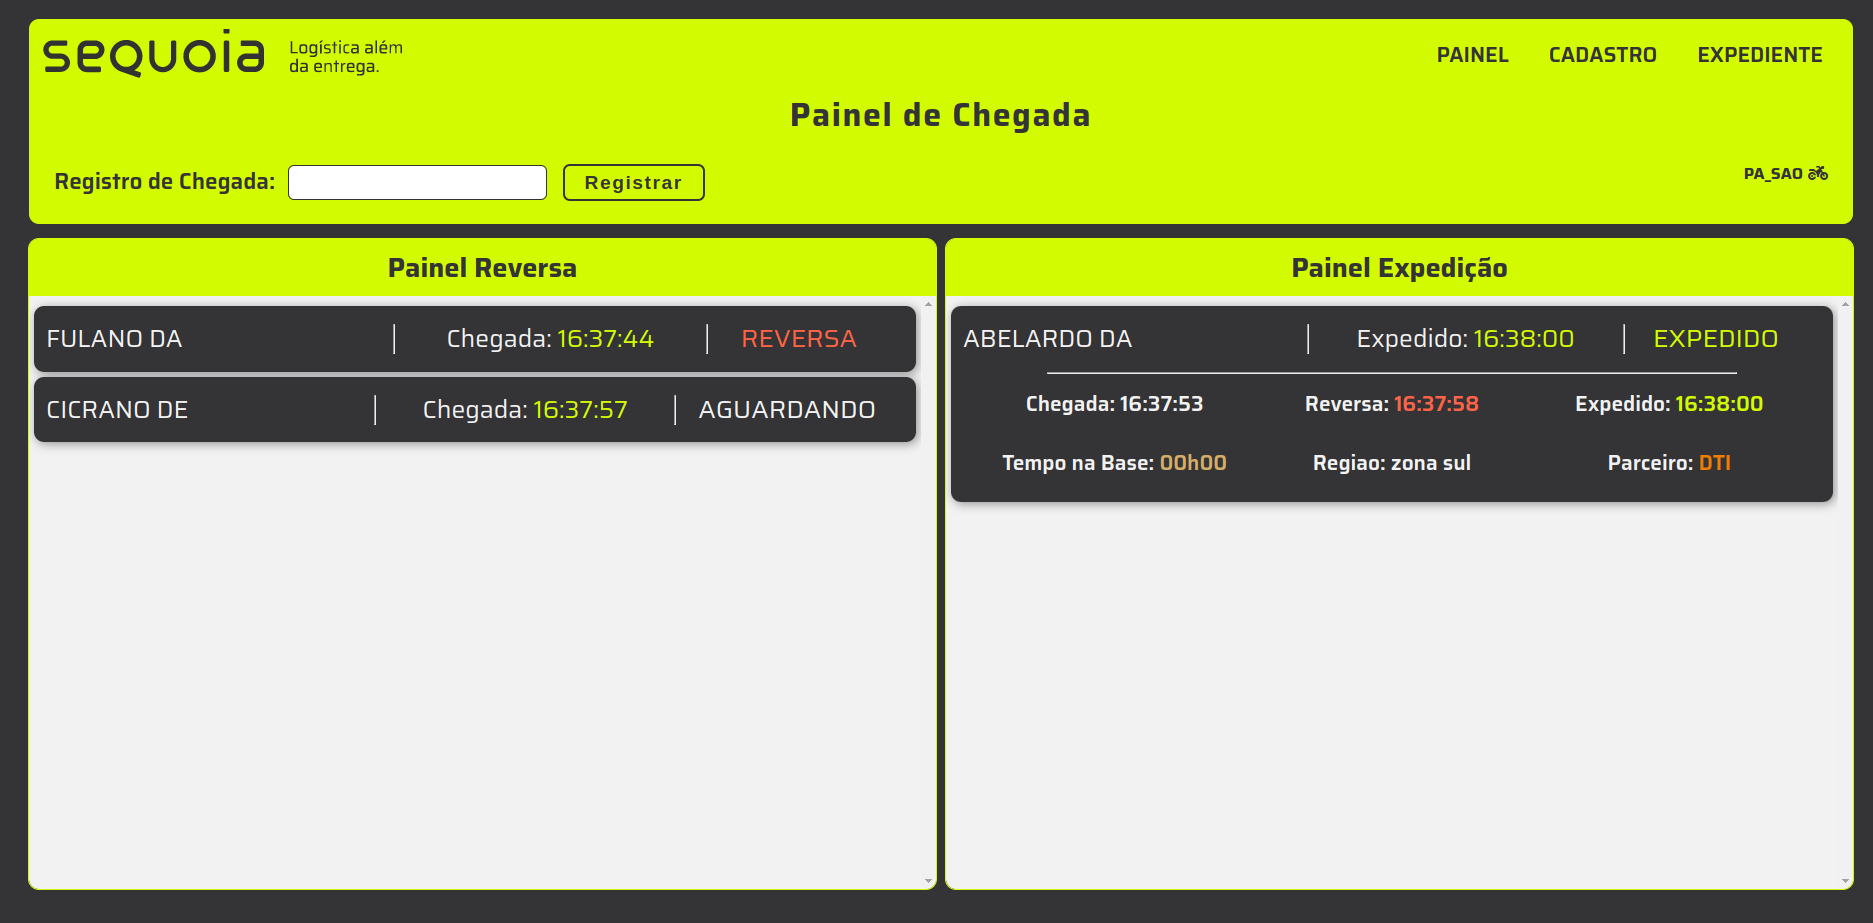 sequoia
Logística além
da entrega.
PAINEL CADASTRO EXPEDIENTE
Painel de Chegada
Registro de Chegada: Registrar
PA_SAO
Painel Reversa
FULANO DA | Chegada: 16:37:44 | REVERSA
CICRANO DE | Chegada: 16:37:57 | AGUARDANDO
Painel Expedição
ABELARDO DA | Expedido: 16:38:00 | EXPEDIDO
Chegada: 16:37:53 Reversa: 16:37:58 Expedido: 16:38:00
Tempo na Base: 00h00 Regiao: zona sul Parceiro: DTI